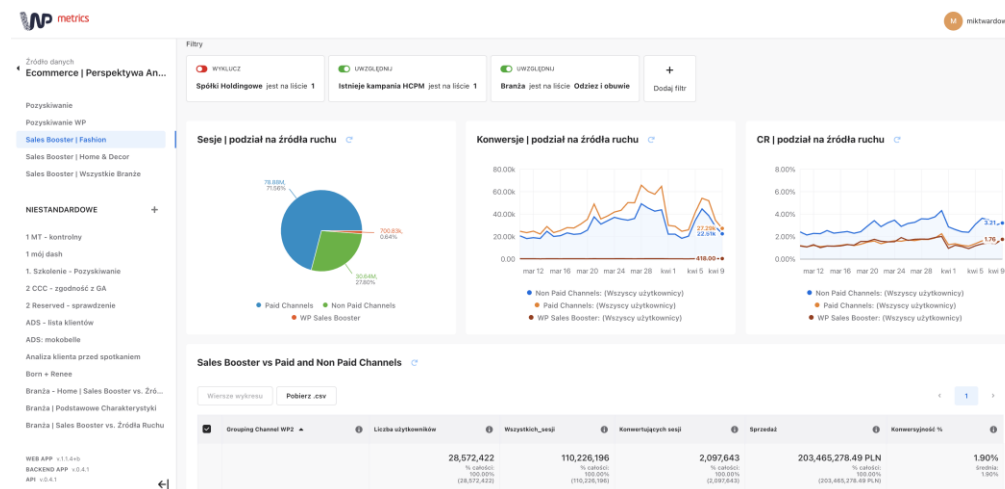 WP metrics
M miktwardow
Źródło danych
Ecommerce | Perspektywa An...
Pozyskiwanie
Pozyskiwanie WP
Sales Booster | Fashion
Sales Booster | Home & Decor
Sales Booster | Wszystkie Branże
NIESTANDARDOWE +
1 MT - kontrolny
1 mój dash
1. Szkolenie - Pozyskiwanie
2 CCC - zgodność z GA
2 Reserved - sprawdzenie
ADS - lista klientów
ADS: mokobelle
Analiza klienta przed spotkaniem
Born + Renee
Branża - Home | Sales Booster vs. Źró...
Branża | Podstawowe Charakterystyki
Branża | Sales Booster vs. Źródła Ruchu
WEB APP v.1.1.4+b
BACKEND APP v.0.4.1
API v.0.4.1
Filtry
WYKLUCZ
Spółki Holdingowe jest na liście 1
UWZGLĘDNIJ
Istnieje kampania HCPM jest na liście 1
UWZGLĘDNIJ
Branża jest na liście Odzież i obuwie
+
Dodaj filtr
Sesje | podział na źródła ruchu
78.88M,
71.56%
700.83k,
0.64%
30.64M,
27.80%
Paid Channels Non Paid Channels
WP Sales Booster
Konwersje | podział na źródła ruchu
80.00k
60.00k
40.00k
20.00k
0.00
27.29k
22.51k
418.00
mar 12 mar 16 mar 20 mar 24 mar 28 kwi 1 kwi 5 kwi 9
Non Paid Channels: (Wszyscy użytkownicy)
Paid Channels: (Wszyscy użytkownicy)
WP Sales Booster: (Wszyscy użytkownicy)
CR | podział na źródła ruchu
8.00%
6.00%
4.00%
2.00%
0.00%
3.21
1.76
mar 12 mar 16 mar 20 mar 24 mar 28 kwi 1 kwi 5 kwi 9
Non Paid Channels: (Wszyscy użytkownicy)
Paid Channels: (Wszyscy użytkownicy)
WP Sales Booster: (Wszyscy użytkownicy)
Sales Booster vs Paid and Non Paid Channels
Wiersze wykresu Pobierz .csv
1
Grouping Channel WP2 Liczba użytkowników Wszystkich_sesji Konwertujących sesji Sprzedaż Konwersyjność %
28,572,422 110,226,196 2,097,643 203,465,278.49 PLN 1.90%
% całości: % całości: % całości: % całości: średnia:
100.00% 100.00% 100.00% 100.00% 1.90%
(28,572,422) (110,226,196) (2,097,643) (203,465,278.49 PLN)